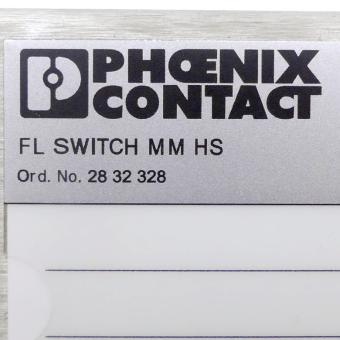 PHŒNIX
CONTACT
FL SWITCH MM HS
Ord. No. 28 32 328